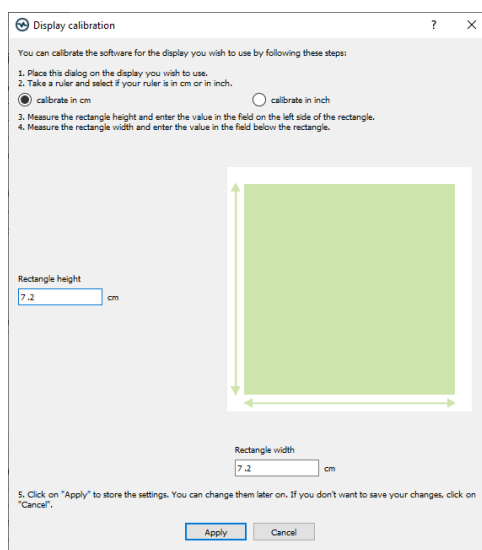 Display calibration ? ×
You can calibrate the software for the display you wish to use by following these steps:
1. Place this dialog on the display you wish to use.
2. Take a ruler and select if your ruler is in cm or in inch.
calibrate in cm calibrate in inch
3. Measure the rectangle height and enter the value in the field on the left side of the rectangle.
4. Measure the rectangle width and enter the value in the field below the rectangle.
Rectangle height
7.2 cm
Rectangle width
7.2 cm
5. Click on "Apply" to store the settings. You can change them later on. If you don't want to save your changes, click on
"Cancel".
Apply Cancel